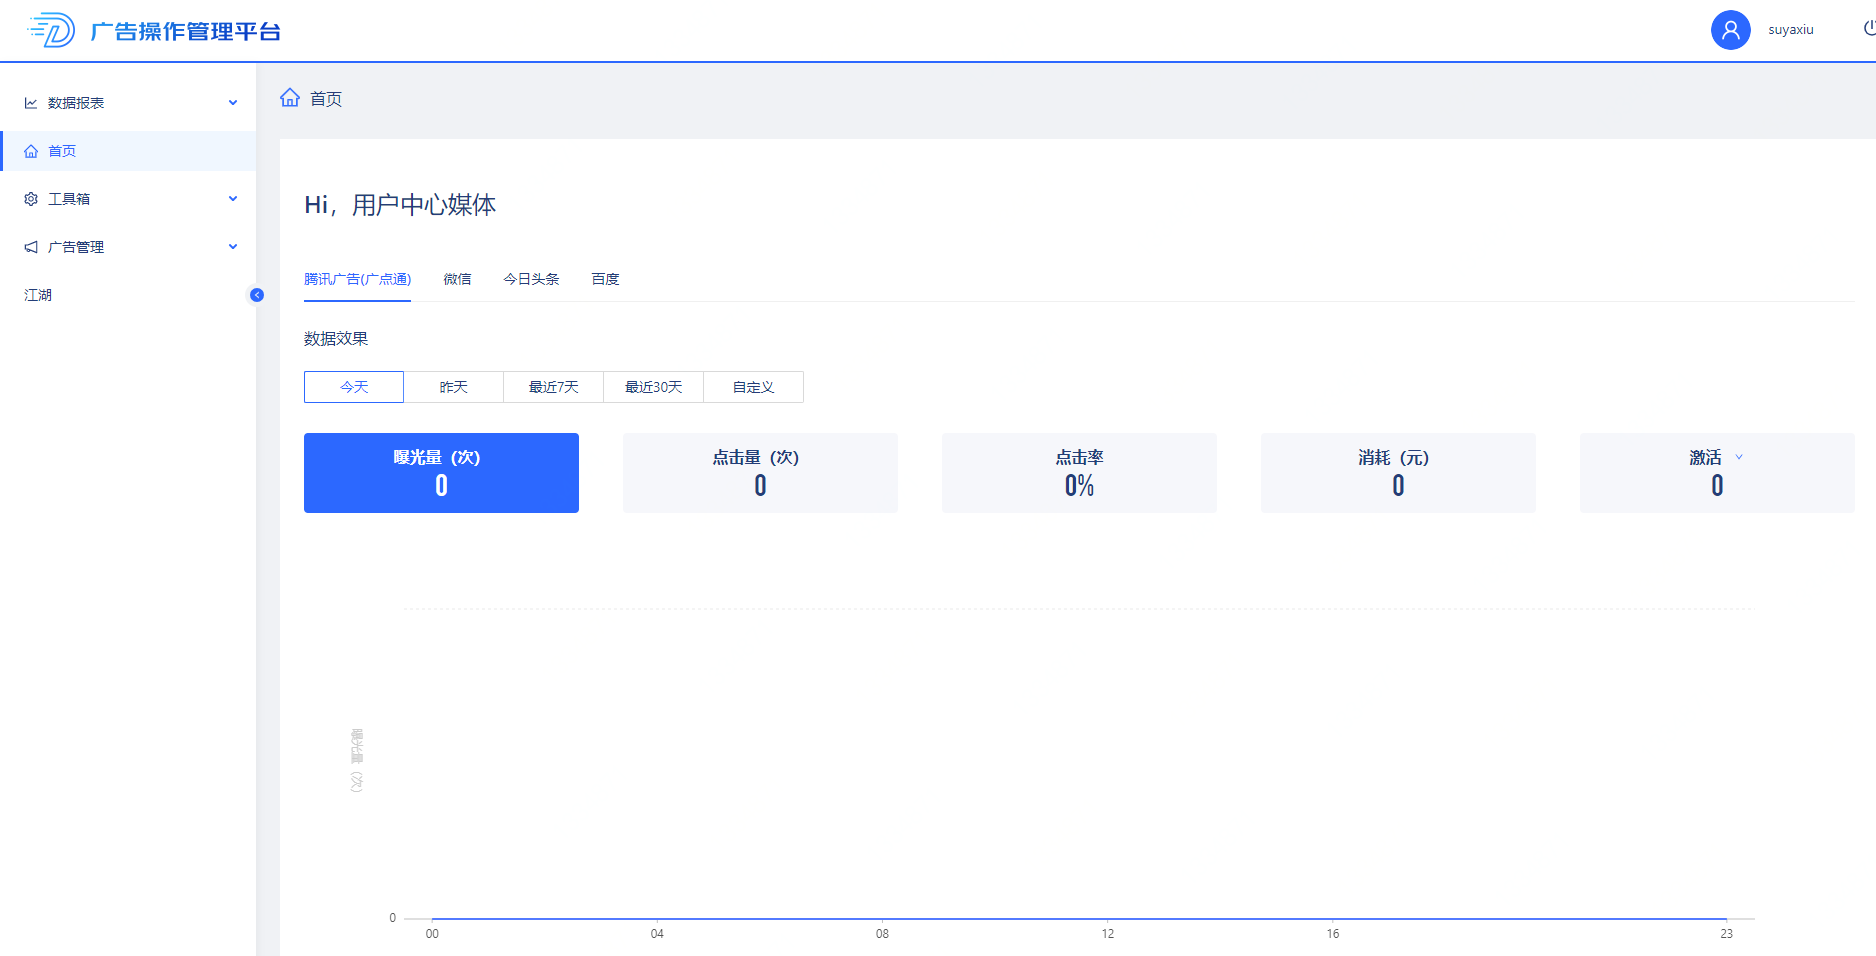 广告操作管理平台
suyaxiu
数据报表
首页
工具箱
广告管理
江湖
首页
Hi，用户中心媒体
腾讯广告(广点通) 微信 今日头条 百度
数据效果
今天 昨天 最近7天 最近30天 自定义
曝光量（次） 点击量（次） 点击率 消耗（元） 激活
0 0 0% 0 0
曝光量（次）
0
00 04 08 12 16 23